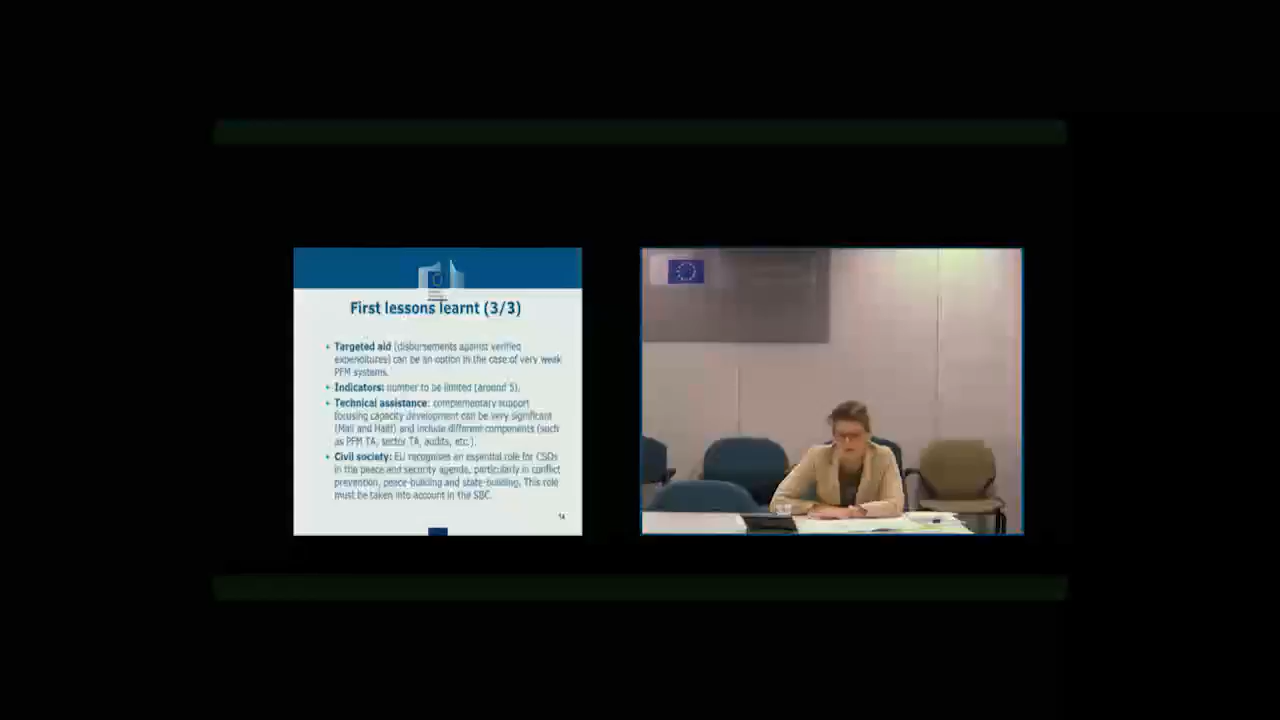 First lessons learnt (3/3)
• Targeted aid (disbursements against verified
expenditures) can be an option in the case of very weak
PFM systems.
• Indicators: number to be limited (around 5).
• Technical assistance: complementary support
focusing capacity development can be very significant
(Mali and Haiti) and include different components (such
as PFM TA, sector TA, audits, etc.).
• Civil society: EU recognises an essential role for CSOs
in the peace and security agenda, particularly in conflict
prevention, peace-building and state-building. This role
must be taken into account in the SBC.
14